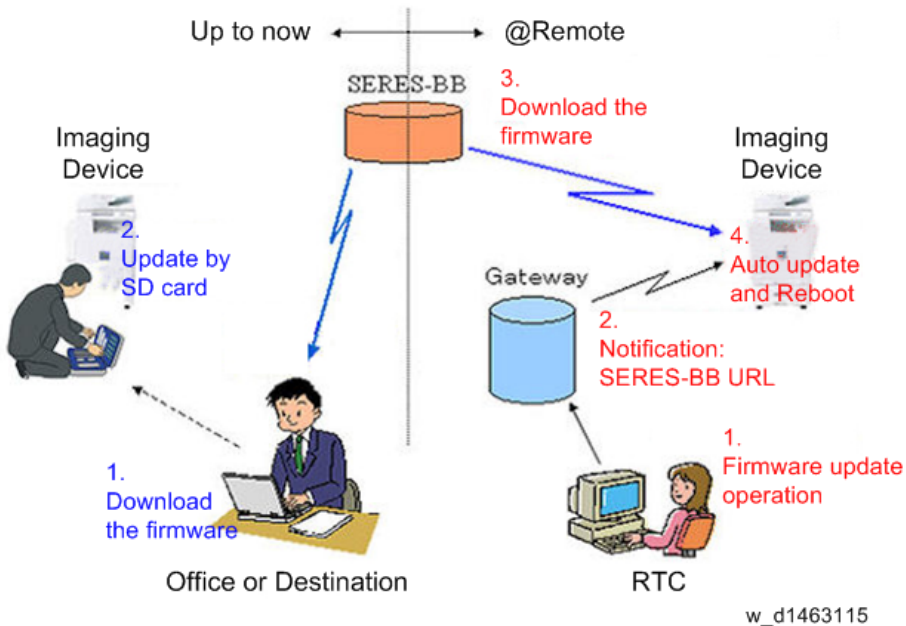 Up to now
@Remote
SERES-BB
3.
Download the
firmware
Imaging
Device
Imaging
Device
2.
Update by
SD card
4.
Auto update
and Reboot
Gateway
2.
Notification:
SERES-BB URL
1.
Download
the firmware
1.
Firmware update
operation
Office or Destination
RTC
w_d1463115